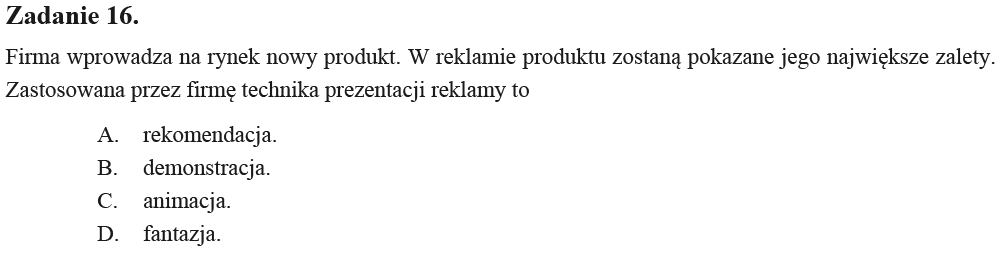 Zadanie 16.
Firma wprowadza na rynek nowy produkt. W reklamie produktu zostaną pokazane jego największe zalety.
Zastosowana przez firmę technika prezentacji reklamy to
A. rekomendacja.
B. demonstracja.
C. animacja.
D. fantazja.